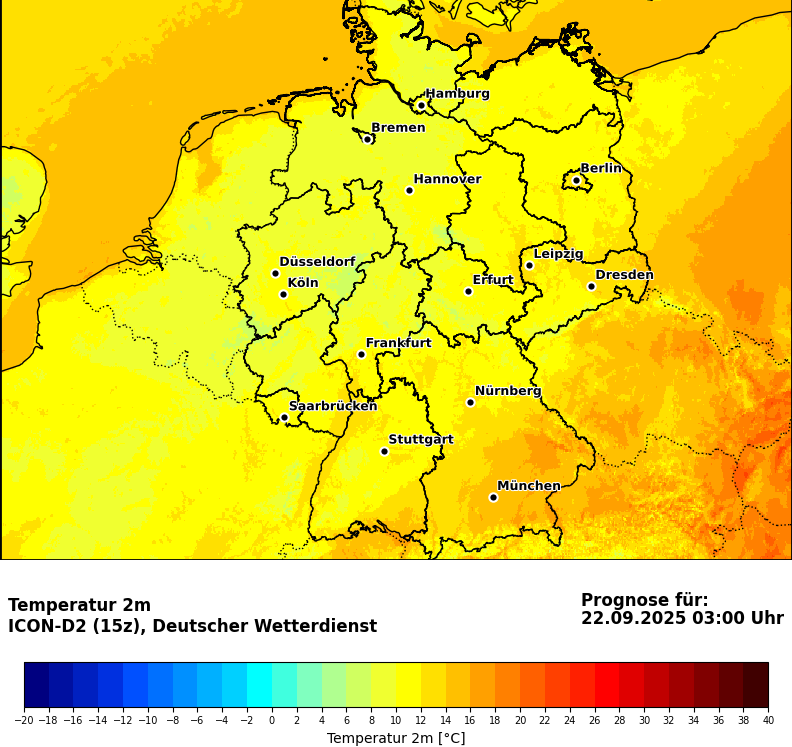 Hamburg
Bremen
Berlin
Hannover
Leipzig
Düsseldorf
Dresden
Köln
Erfurt
Frankfurt
Nürnberg
Saarbrücken
Stuttgart
München
Temperatur 2m
ICON-D2 (15z), Deutscher Wetterdienst
Prognose für:
22.09.2025 03:00 Uhr
−20 −18 −16 −14 −12 −10 −8 −6 −4 −2 0 2 4 6 8 10 12 14 16 18 20 22 24 26 28 30 32 34 36 38 40
Temperatur 2m [°C]